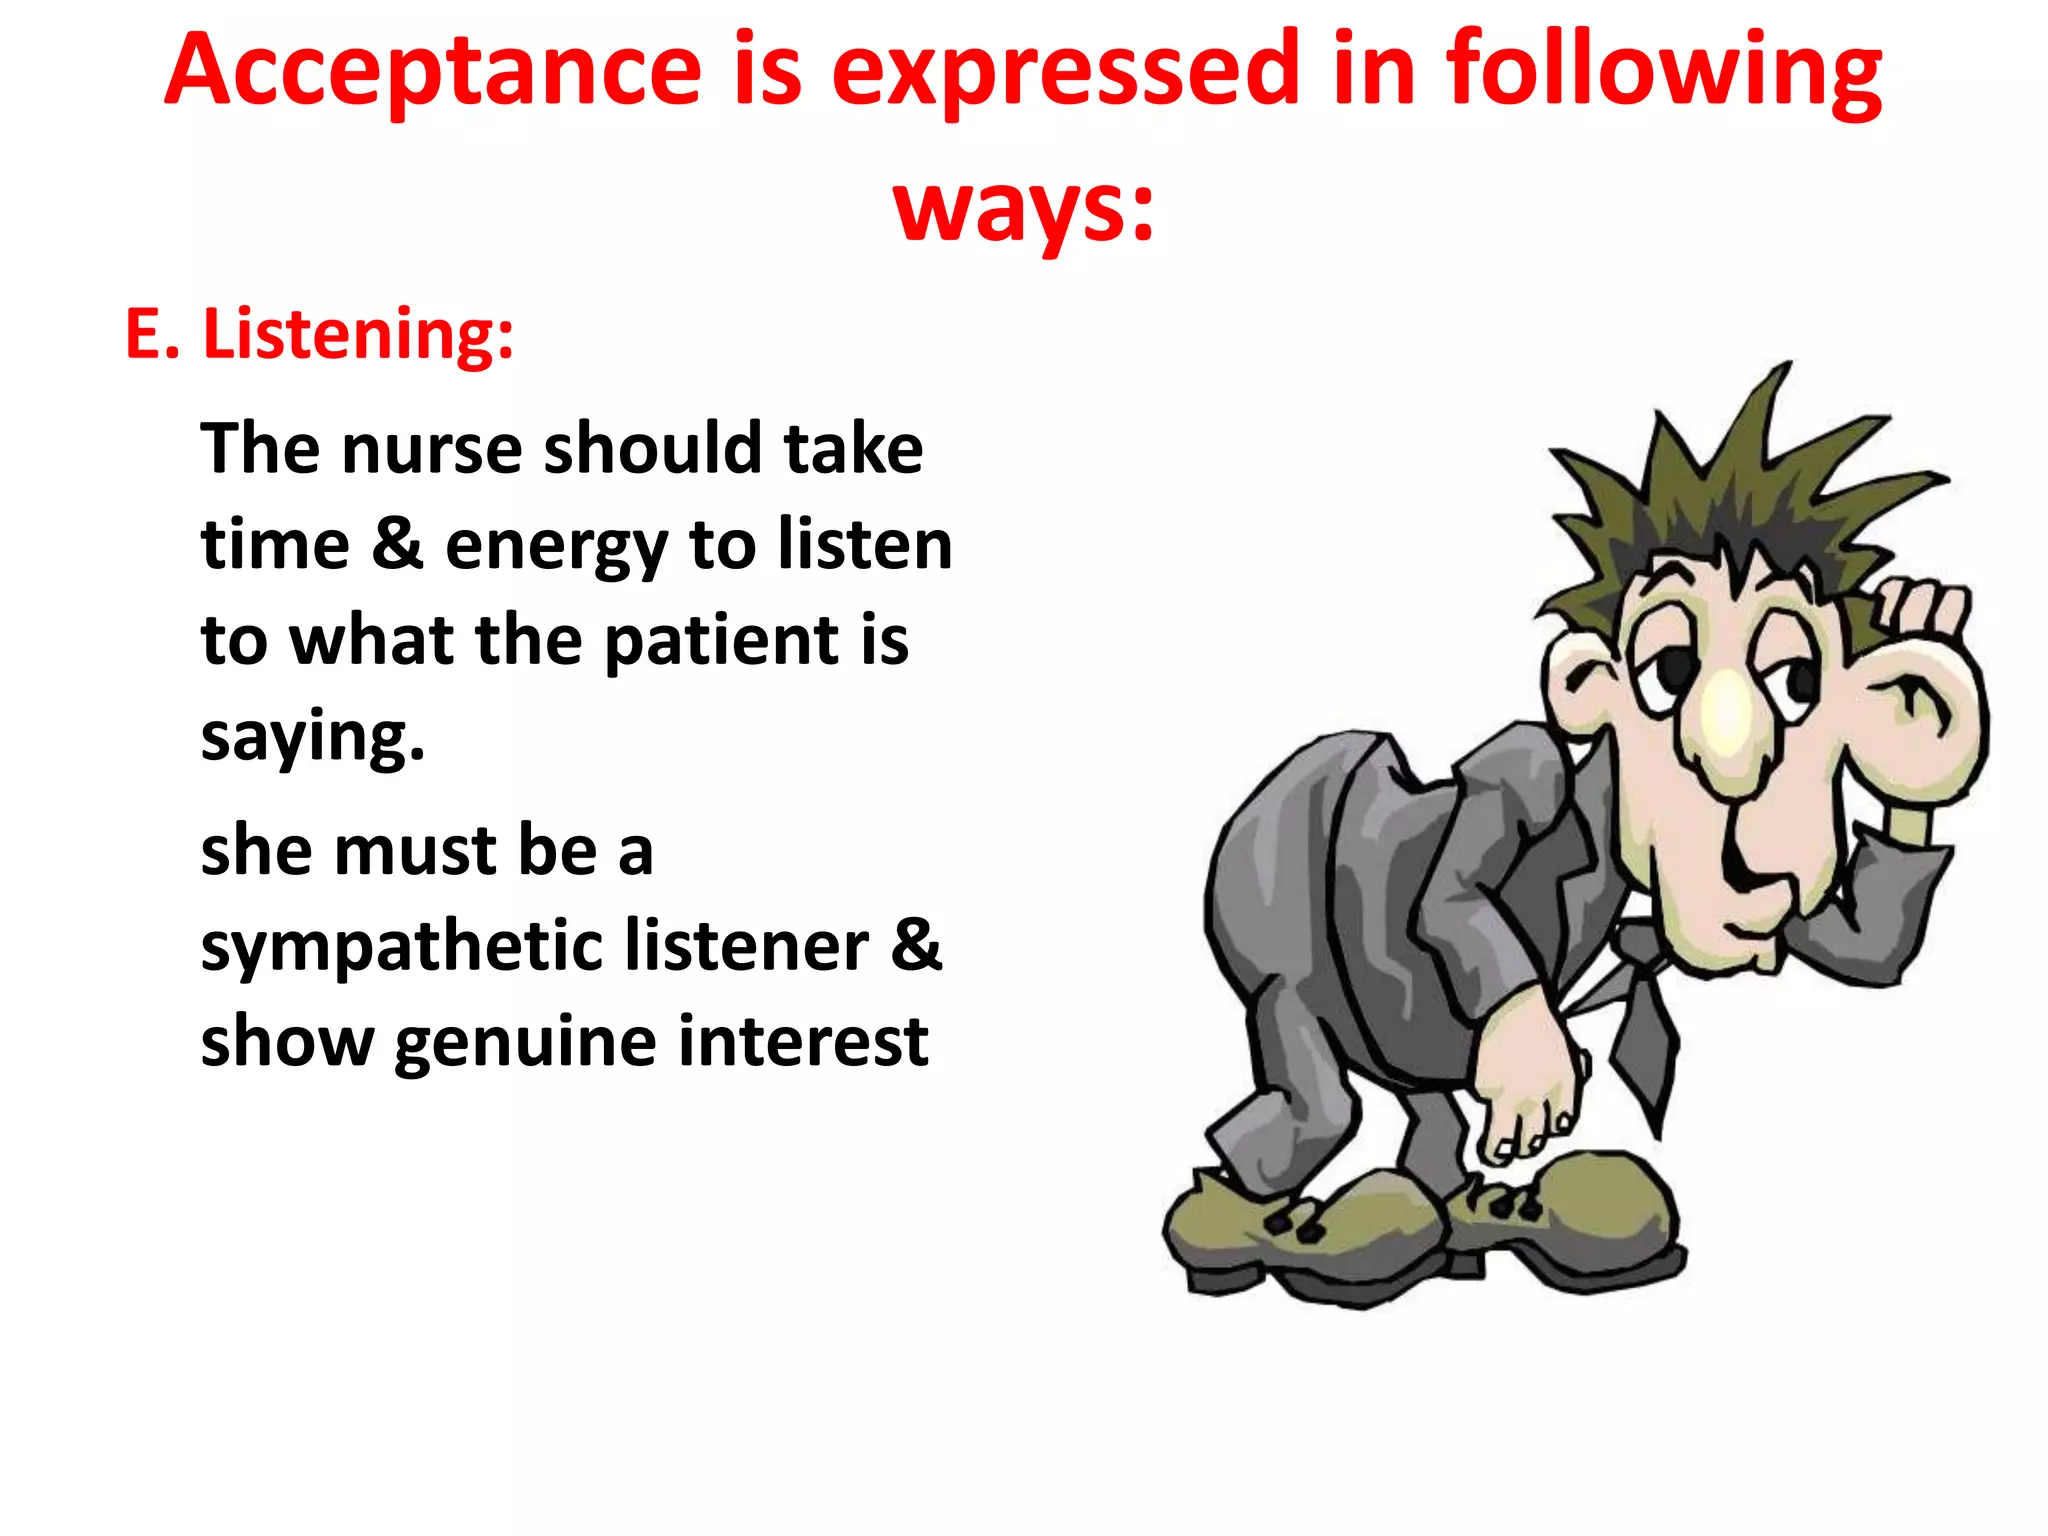 Acceptance is expressed in following
ways:
E. Listening:
The nurse should take
time & energy to listen
to what the patient is
saying.
she must be a
sympathetic listener &
show genuine interest